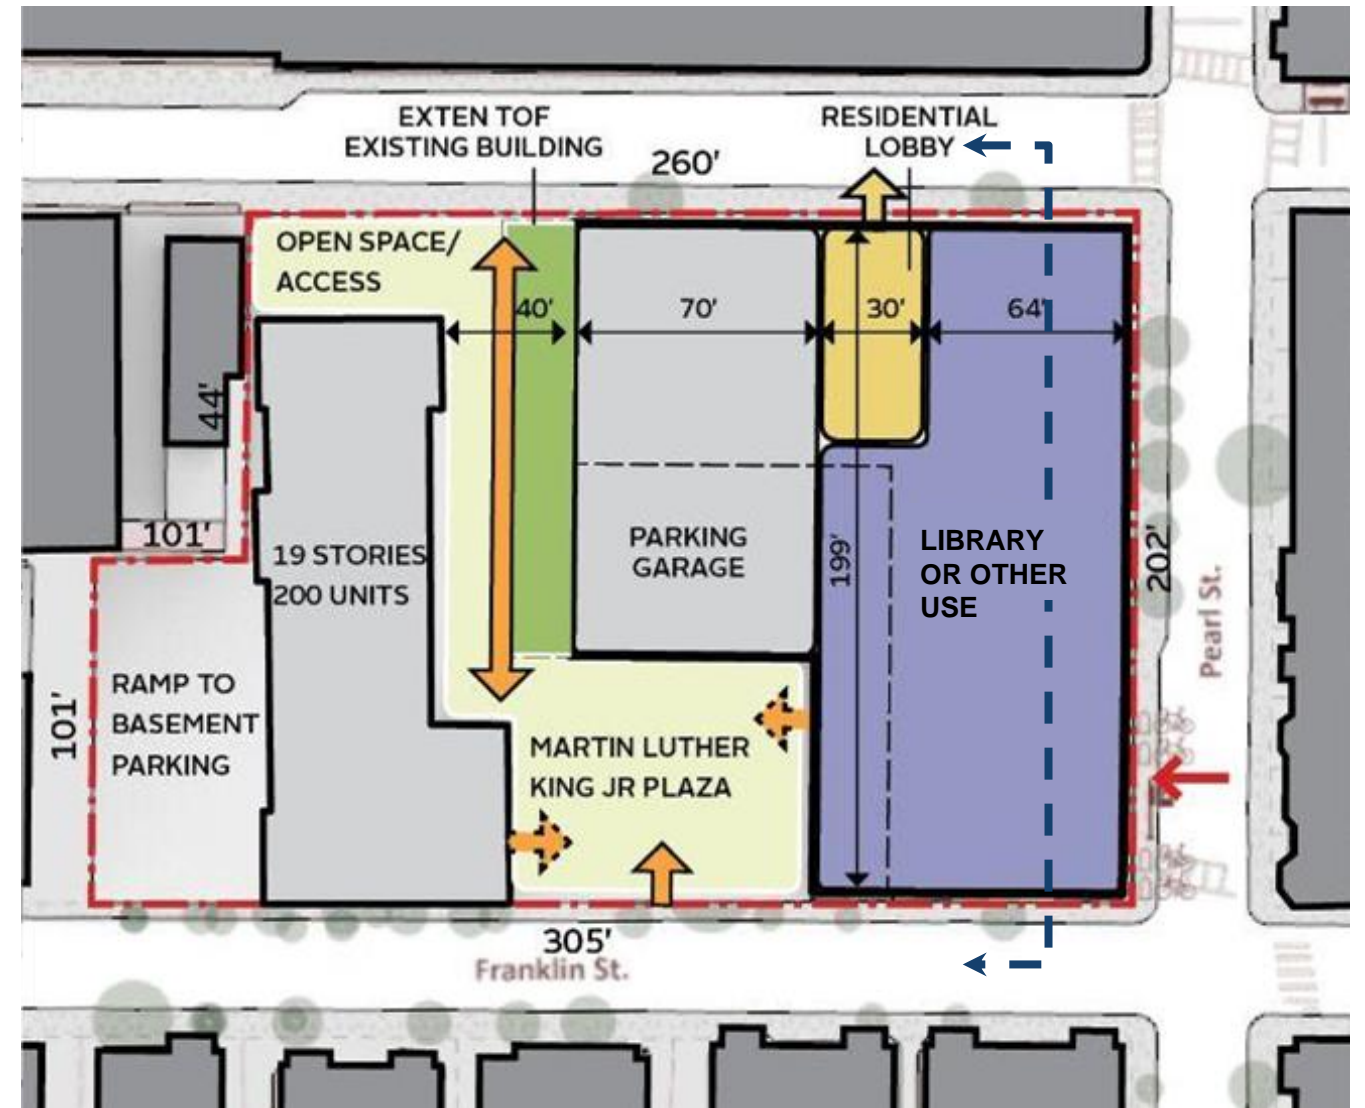 EXTEN TOF
EXISTING BUILDING
260'
RESIDENTIAL
LOBBY
OPEN SPACE/
ACCESS
40'
70'
30'
64'
44'
101'
19 STORIES
200 UNITS
PARKING
GARAGE
199'
LIBRARY
OR OTHER
USE
202'
Pearl St.
RAMP TO
BASEMENT
PARKING
101'
MARTIN LUTHER
KING JR PLAZA
305'
Franklin St.